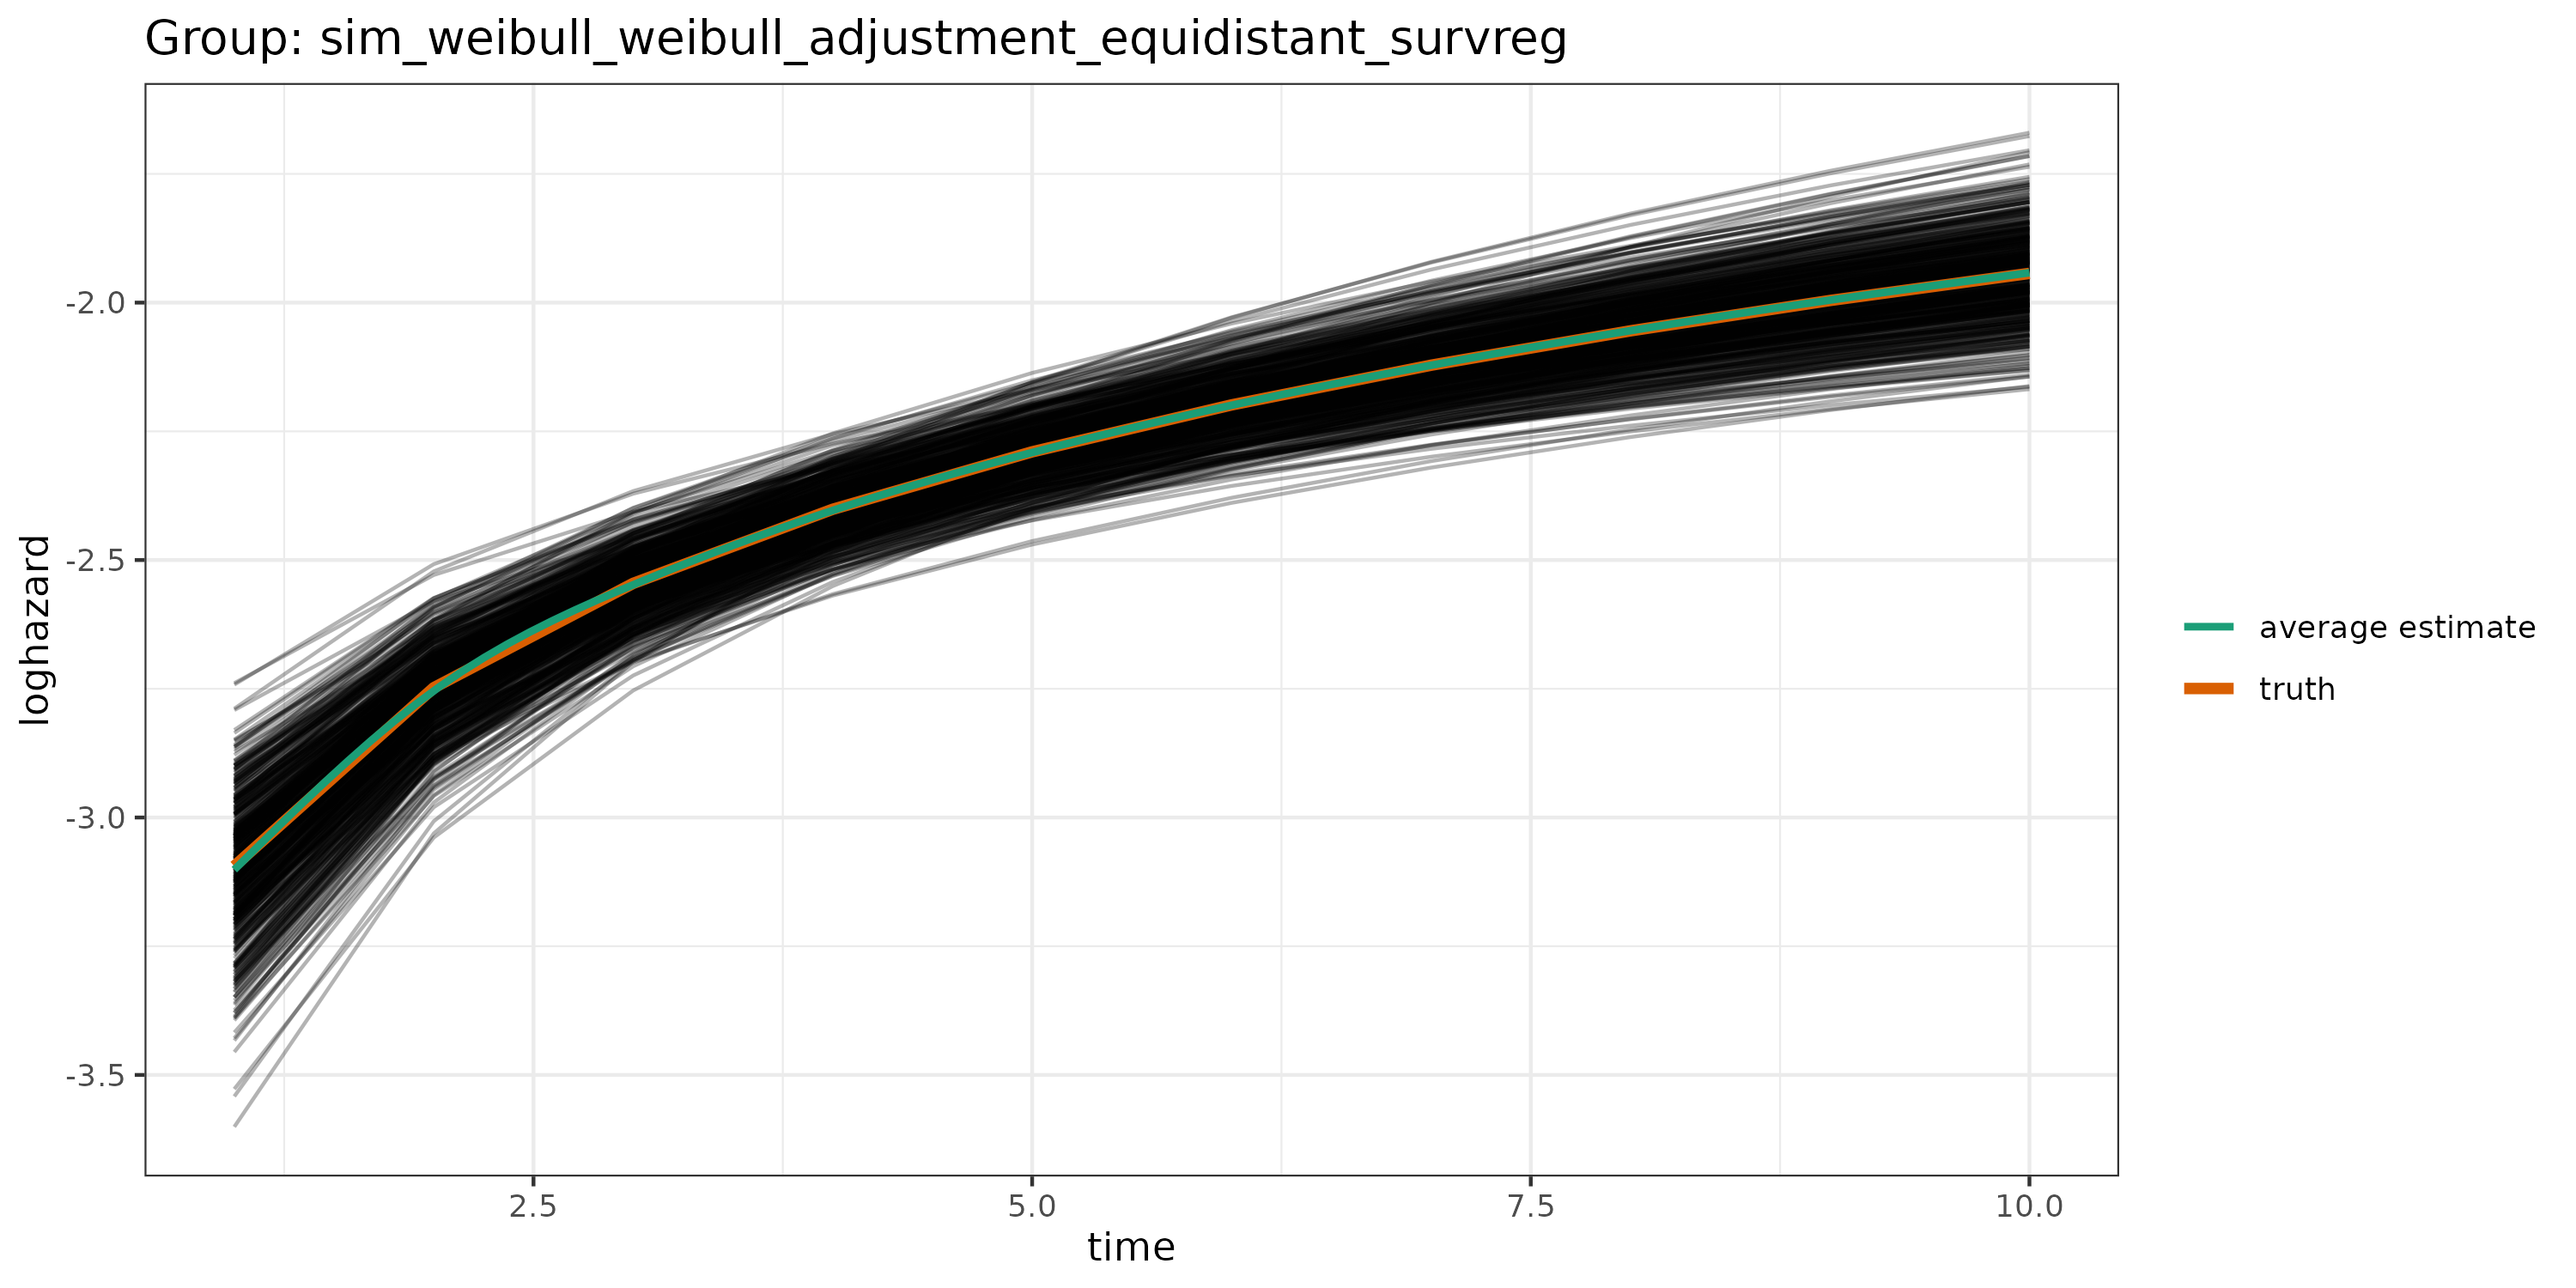 Group: sim_weibull_weibull_adjustment_equidistant_survreg
loghazard
-2.0
-2.5
-3.0
-3.5
2.5
5.0
7.5
10.0
time
average estimate
truth